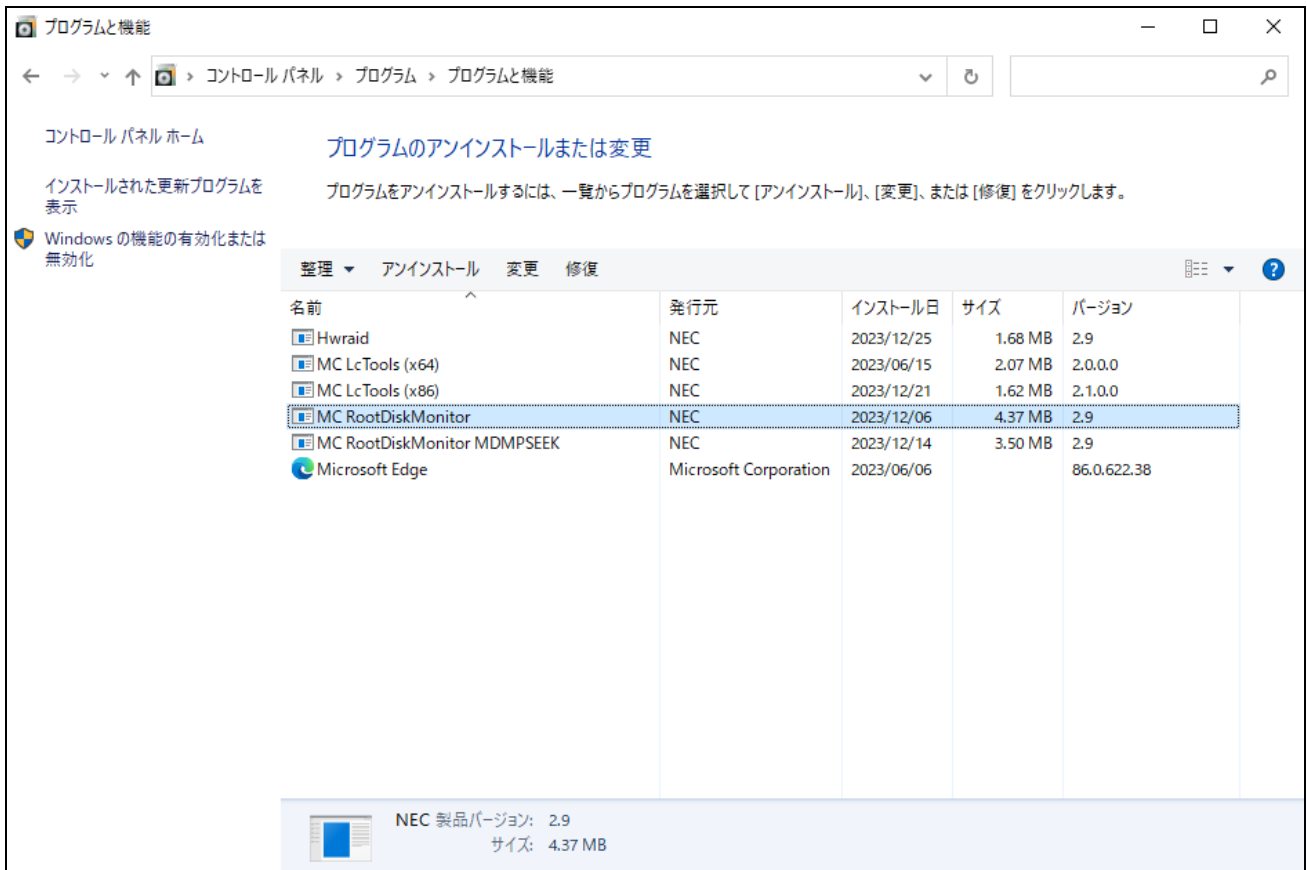 プログラムと機能
コントロール パネル › プログラム › プログラムと機能
コントロール パネル ホーム
インストールされた更新プログラムを
表示
Windows の機能の有効化または
無効化
プログラムのアンインストールまたは変更
プログラムをアンインストールするには、一覧からプログラムを選択して [アンインストール]、[変更]、または [修復] をクリックします。
整理 アンインストール 変更 修復
名前 発行元 インストール日 サイズ バージョン
Hwraid NEC 2023/12/25 1.68 MB 2.9
MC LcTools (x64) NEC 2023/06/15 2.07 MB 2.0.0.0
MC LcTools (x86) NEC 2023/12/21 1.62 MB 2.1.0.0
MC RootDiskMonitor NEC 2023/12/06 4.37 MB 2.9
MC RootDiskMonitor MDMPSEEK NEC 2023/12/14 3.50 MB 2.9
Microsoft Edge Microsoft Corporation 2023/06/06 86.0.622.38
NEC 製品バージョン: 2.9
サイズ: 4.37 MB